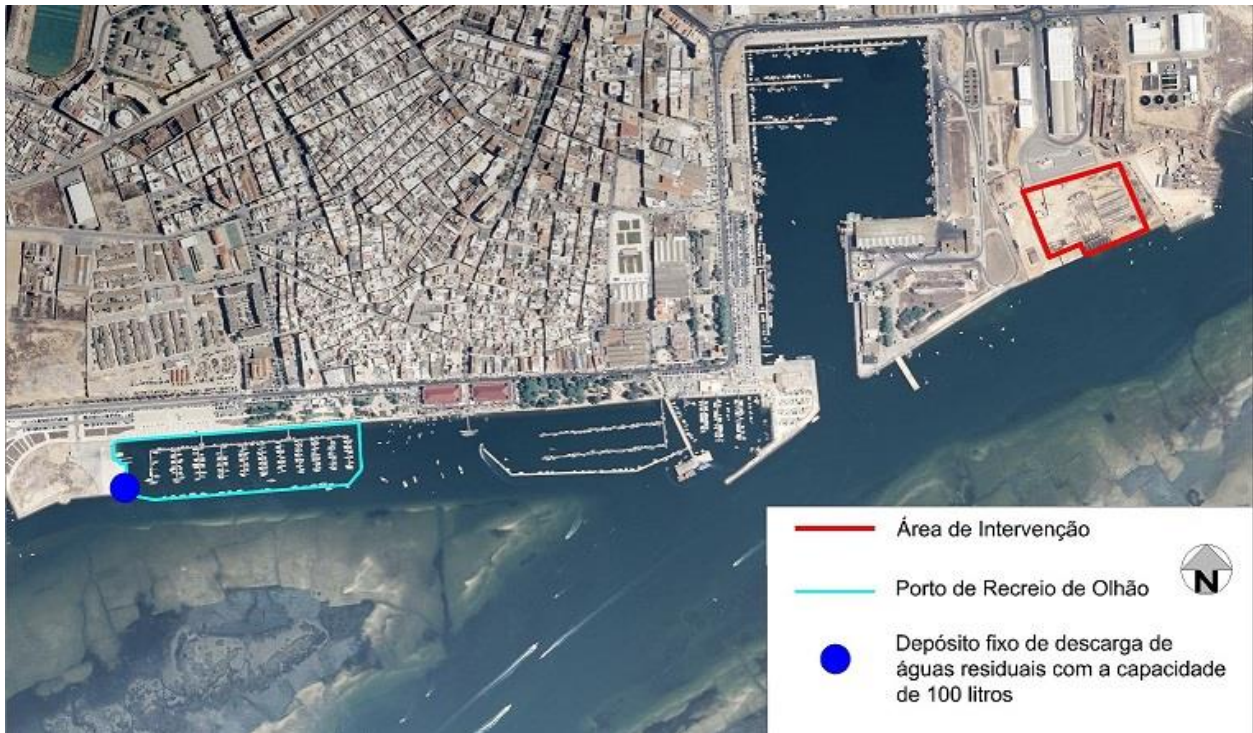 Área de Intervenção
N
Porto de Recreio de Olhão
Depósito fixo de descarga de
águas residuais com a capacidade
de 100 litros